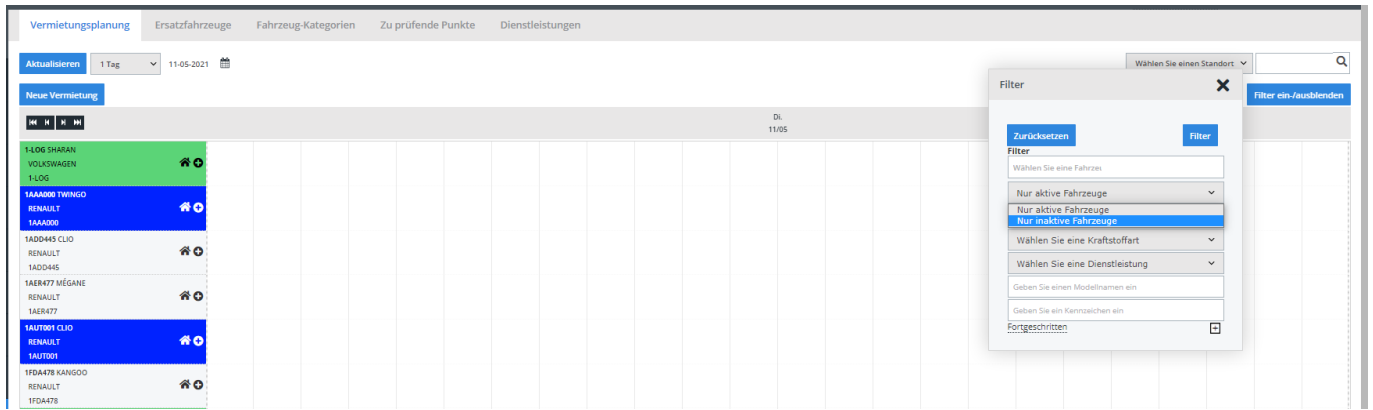 Vermietungsplanung Ersatzfahrzeuge Fahrzeug-Kategorien Zu prüfende Punkte Dienstleistungen
Aktualisieren 1 Tag 11-05-2021 Wählen Sie einen Standort
Neue Vermietung Filter ein-/ausblenden
Di.
11/05
1-LOG SHARAN
VOLKSWAGEN
1-LOG
1AAA000 TWINGO
RENAULT
1AAA000
1ADD445 CLIO
RENAULT
1ADD445
1AER477 MÉGANE
RENAULT
1AER477
1AUT001 CLIO
RENAULT
1AUT001
1FDA478 KANGOO
RENAULT
1FDA478
Filter
Zurücksetzen Filter
Filter
Wählen Sie eine Fahrzeu
Nur aktive Fahrzeuge
Nur aktive Fahrzeuge
Nur inaktive Fahrzeuge
Wählen Sie eine Kraftstoffart
Wählen Sie eine Dienstleistung
Geben Sie einen Modellnamen ein
Geben Sie ein Kennzeichen ein
Fortgeschritten